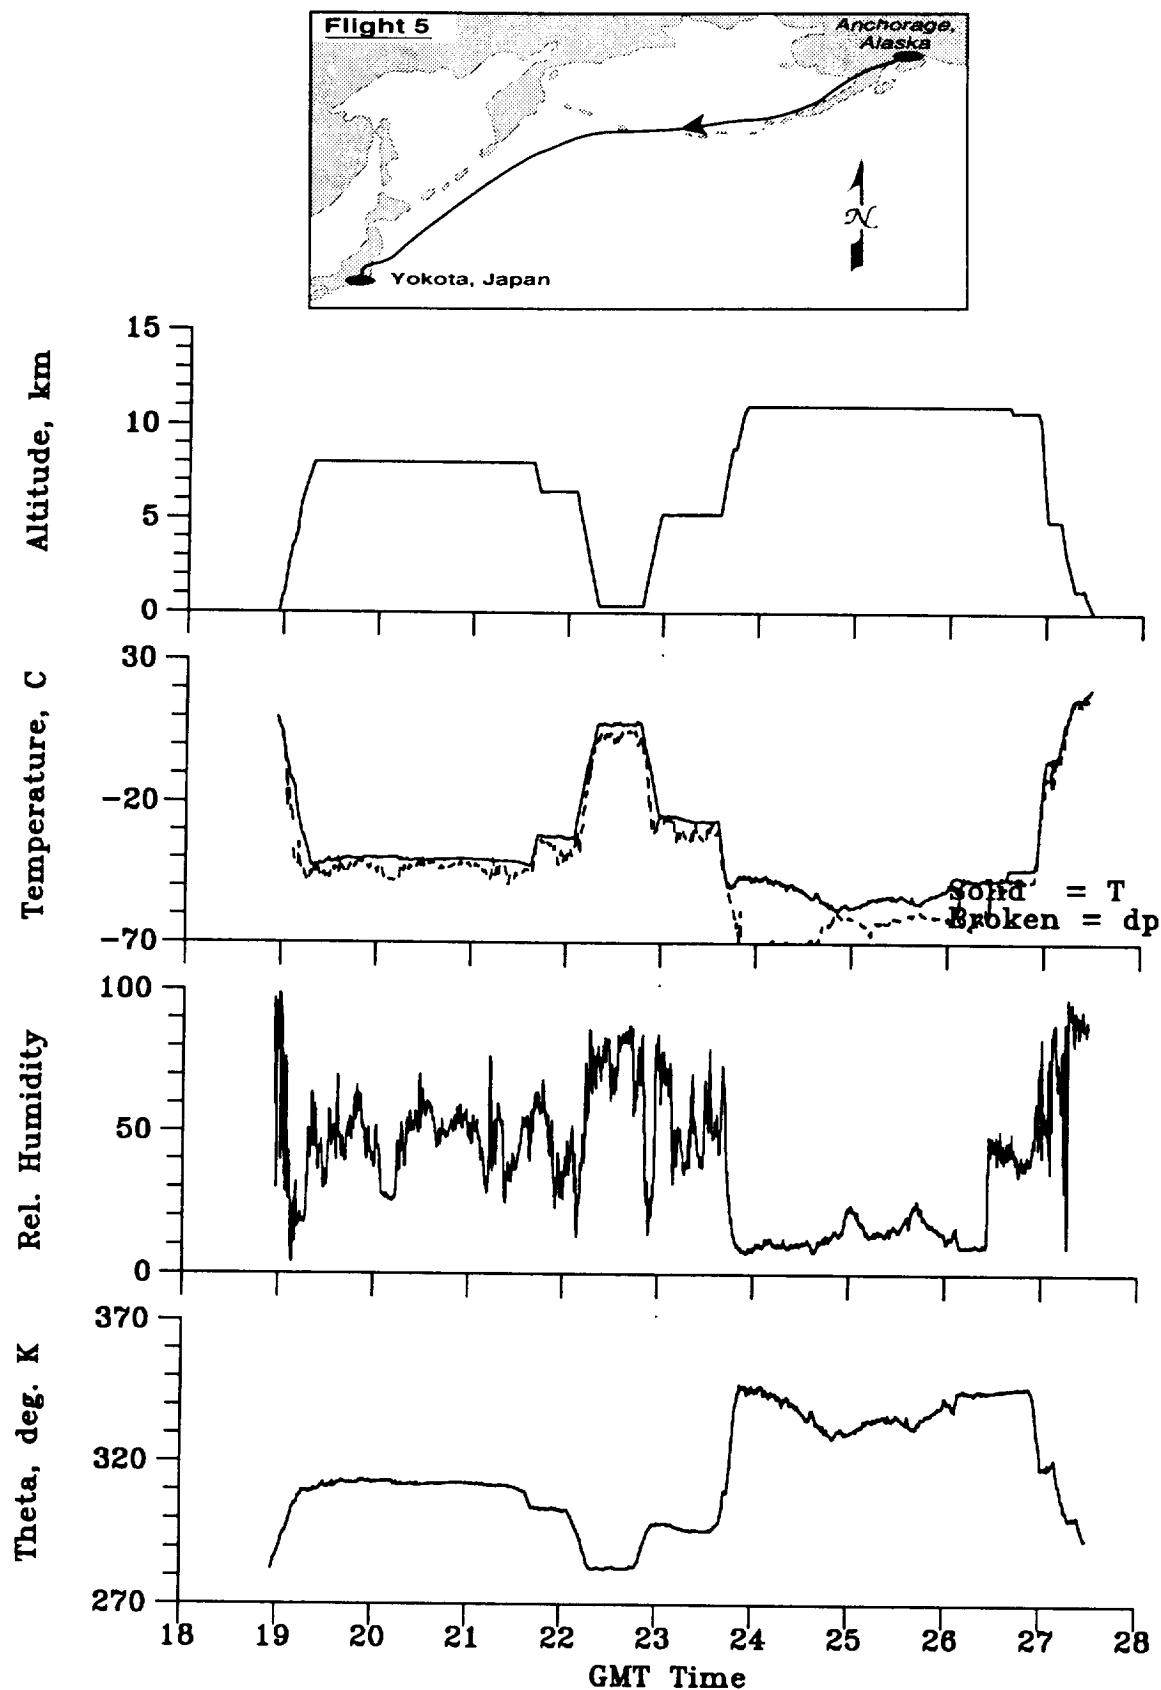 Flight 5
Anchorage,
Alaska
N
Yokota, Japan
15
10
5
0
Altitude, km
30
-20
-70
Temperature, C
Solid = T
Broken = dp
100
50
0
Rel. Humidity
370
320
270
Theta, deg. K
18 19 20 21 22 23 24 25 26 27 28
GMT Time